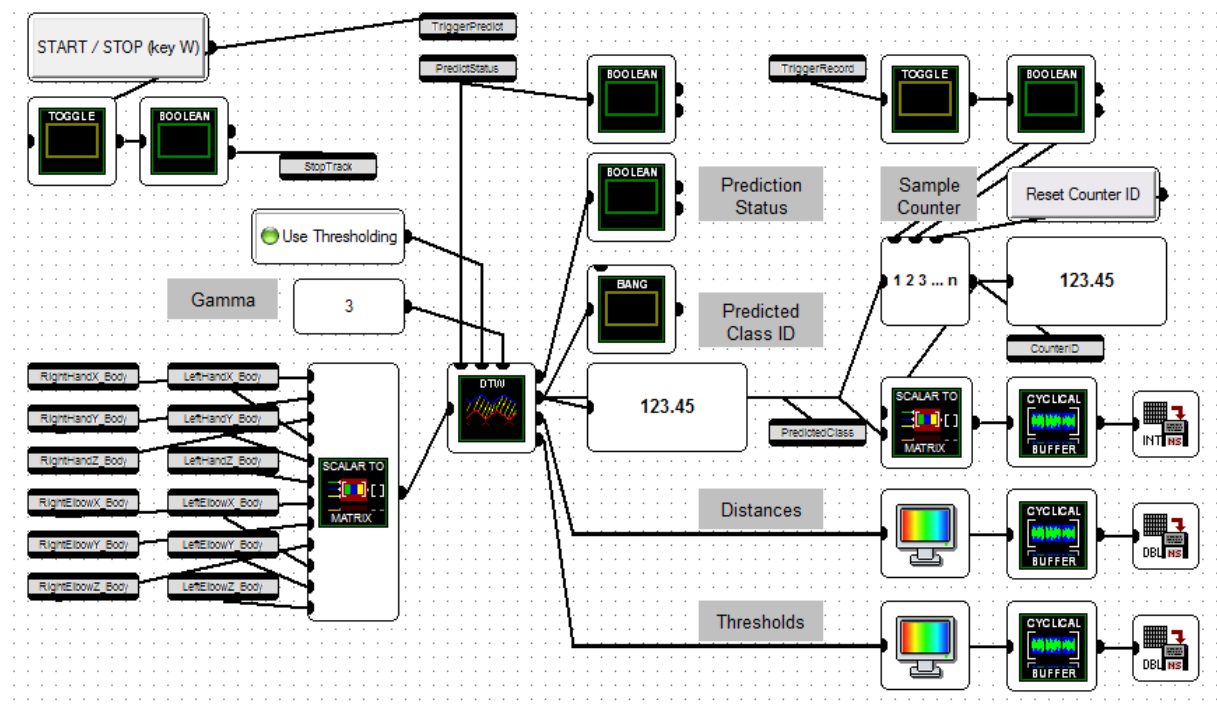 START / STOP (key W)
TriggerPredict
PredictStatus
TriggerRecord
TOGGLE
BOOLEAN
BOOLEAN
TOGGLE
BOOLEAN
StopTrack
BOOLEAN
Prediction
Status
Sample
Counter
Reset Counter ID
Use Thresholding
Gamma
3
BANG
Predicted
Class ID
1 2 3 ... n
123.45
CounterID
RightHandX_Body
LeftHandX_Body
RightHandY_Body
LeftHandY_Body
RightHandZ_Body
LeftHandZ_Body
RightElbowX_Body
LeftElbowX_Body
RightElbowY_Body
LeftElbowY_Body
RightElbowZ_Body
LeftElbowZ_Body
SCALAR TO
[ ]
MATRIX
DTW
123.45
PredictedClass
SCALAR TO
[ ]
MATRIX
CYCLICAL
BUFFER
INT NS
Distances
CYCLICAL
BUFFER
DBL NS
Thresholds
CYCLICAL
BUFFER
DBL NS